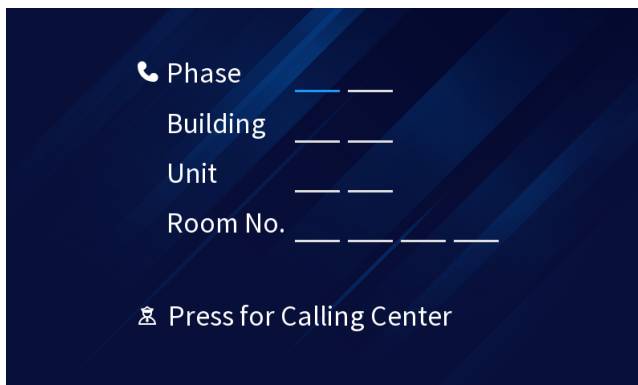 Phase
Building
Unit
Room No.
Press for Calling Center